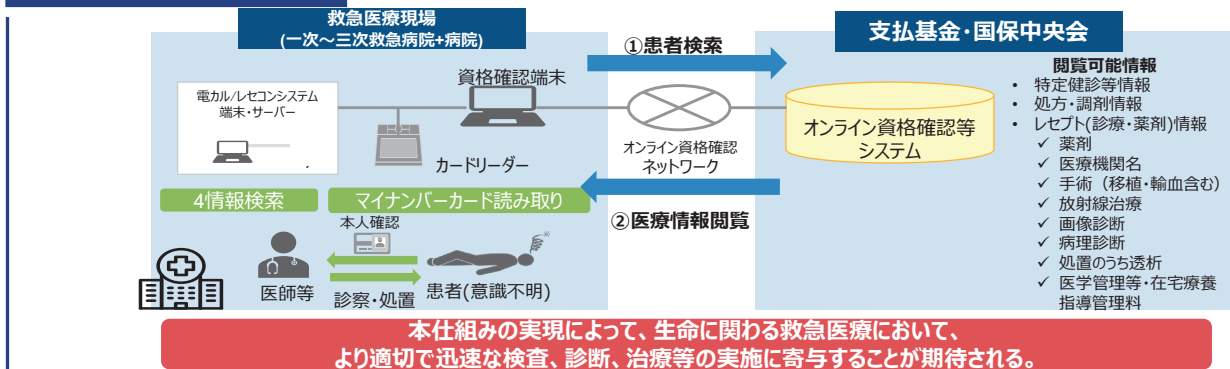 救急医療現場
(一次～三次救急病院+病院)
支払基金・国保中央会
①患者検索
閲覧可能情報
資格確認端末
電カル/レセコンシステム
端末・サーバー
• 特定健診等情報
• 処方・調剤情報
• レセプト(診療・薬剤)情報
✓ 薬剤
✓ 医療機関名
✓ 手術（移植・輸血含む）
✓ 放射線治療
✓ 画像診断
✓ 病理診断
✓ 処置のうち透析
✓ 医学管理等・在宅療養
指導管理料
オンライン資格確認等
システム
オンライン資格確認
ネットワーク
カードリーダー
4情報検索
マイナンバーカード読み取り
②医療情報閲覧
本人確認
医師等
診察・処置
患者(意識不明)
本仕組みの実現によって、生命に関わる救急医療において、
より適切で迅速な検査、診断、治療等の実施に寄与することが期待される。